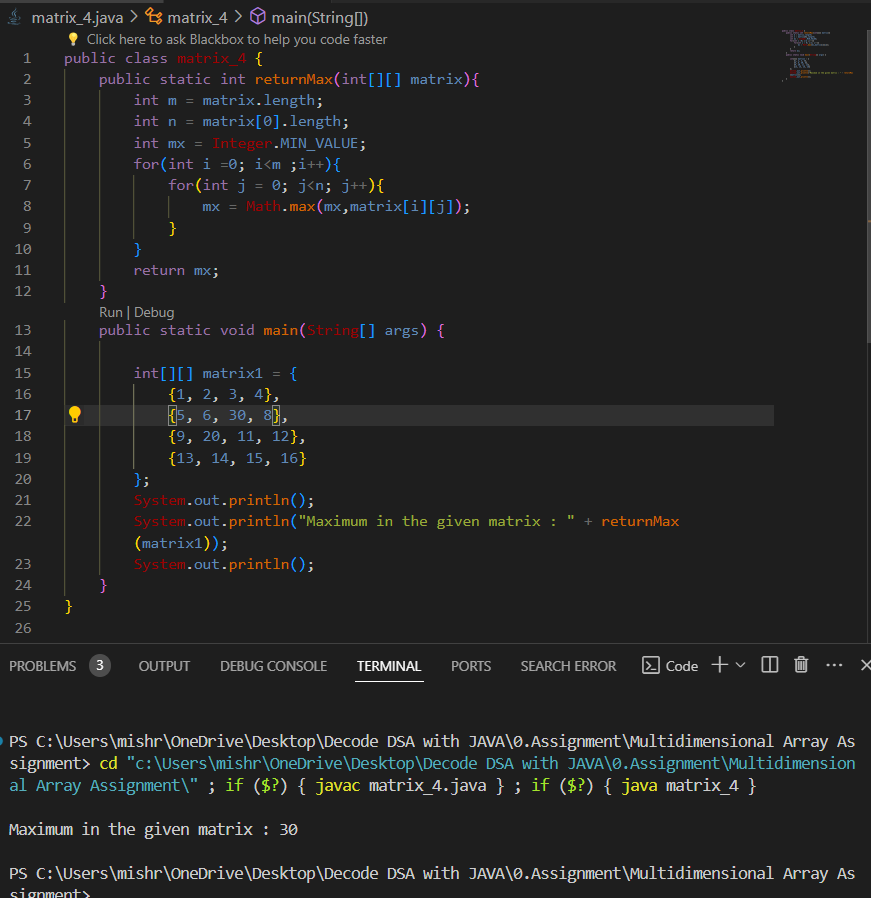 matrix_4.java > matrix_4 > main(String[])
Click here to ask Blackbox to help you code faster
1 public class matrix_4 {
2 public static int returnMax(int[][] matrix){
3 int m = matrix.length;
4 int n = matrix[0].length;
5 int mx = Integer.MIN_VALUE;
6 for(int i =0; i<m ;i++){
7 for(int j = 0; j<n; j++){
8 mx = Math.max(mx,matrix[i][j]);
9 }
10 }
11 return mx;
12 }
Run | Debug
13 public static void main(String[] args) {
14
15 int[][] matrix1 = {
16 {1, 2, 3, 4},
17 {5, 6, 30, 8},
18 {9, 20, 11, 12},
19 {13, 14, 15, 16}
20 };
21 System.out.println();
22 System.out.println("Maximum in the given matrix : " + returnMax
(matrix1));
23 System.out.println();
24 }
25 }
26
PROBLEMS 3 OUTPUT DEBUG CONSOLE TERMINAL PORTS SEARCH ERROR Code
PS C:\Users\mishr\OneDrive\Desktop\Decode DSA with JAVA\0.Assignment\Multidimensional Array As
signment> cd "c:\Users\mishr\OneDrive\Desktop\Decode DSA with JAVA\0.Assignment\Multidimension
al Array Assignment\" ; if ($?) { javac matrix_4.java } ; if ($?) { java matrix_4 }
Maximum in the given matrix : 30
PS C:\Users\mishr\OneDrive\Desktop\Decode DSA with JAVA\0.Assignment\Multidimensional Array As
signment>